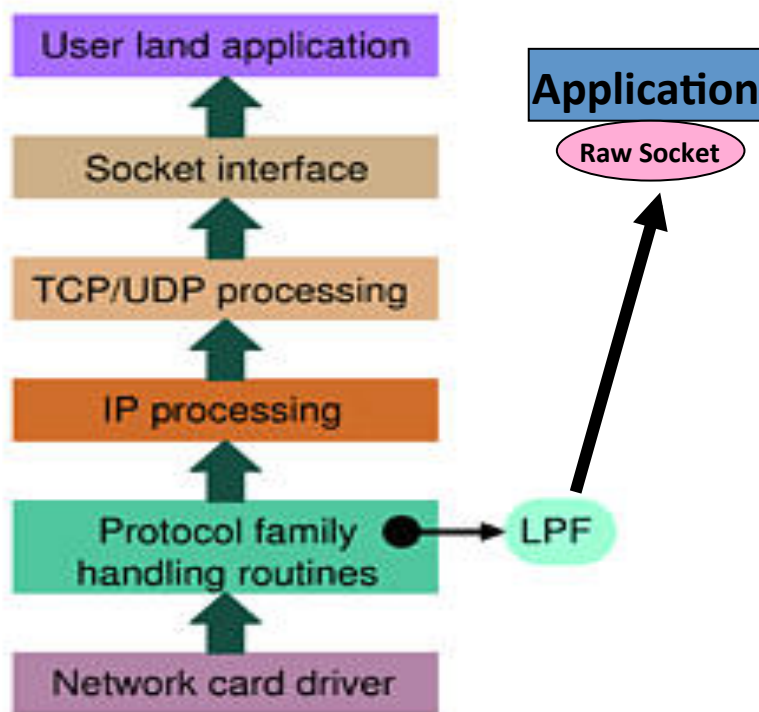 User land application
Socket interface
TCP/UDP processing
IP processing
Protocol family
handling routines
Network card driver
LPF
Application
Raw Socket